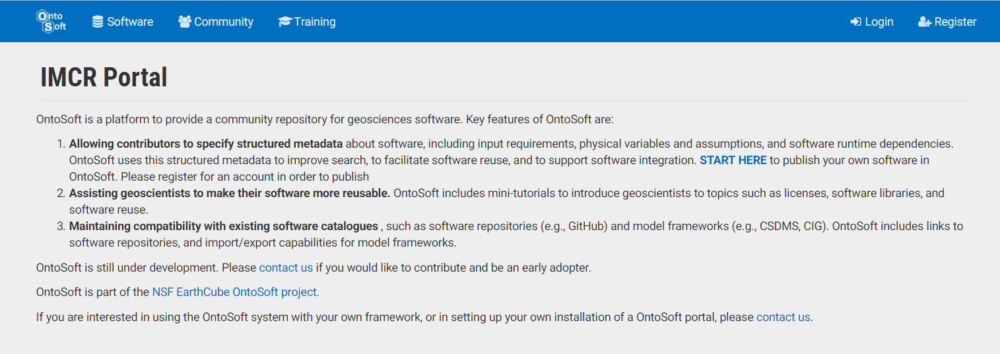 Onto
Soft
Software
Community
Training
Login
Register
IMCR Portal
OntoSoft is a platform to provide a community repository for geosciences software. Key features of OntoSoft are:
1. Allowing contributors to specify structured metadata about software, including input requirements, physical variables and assumptions, and software runtime dependencies.
OntoSoft uses this structured metadata to improve search, to facilitate software reuse, and to support software integration. START HERE to publish your own software in
OntoSoft. Please register for an account in order to publish
2. Assisting geoscientists to make their software more reusable. OntoSoft includes mini-tutorials to introduce geoscientists to topics such as licenses, software libraries, and
software reuse.
3. Maintaining compatibility with existing software catalogues , such as software repositories (e.g., GitHub) and model frameworks (e.g., CSDMS, CIG). OntoSoft includes links to
software repositories, and import/export capabilities for model frameworks.
OntoSoft is still under development. Please contact us if you would like to contribute and be an early adopter.
OntoSoft is part of the NSF EarthCube OntoSoft project.
If you are interested in using the OntoSoft system with your own framework, or in setting up your own installation of a OntoSoft portal, please contact us.